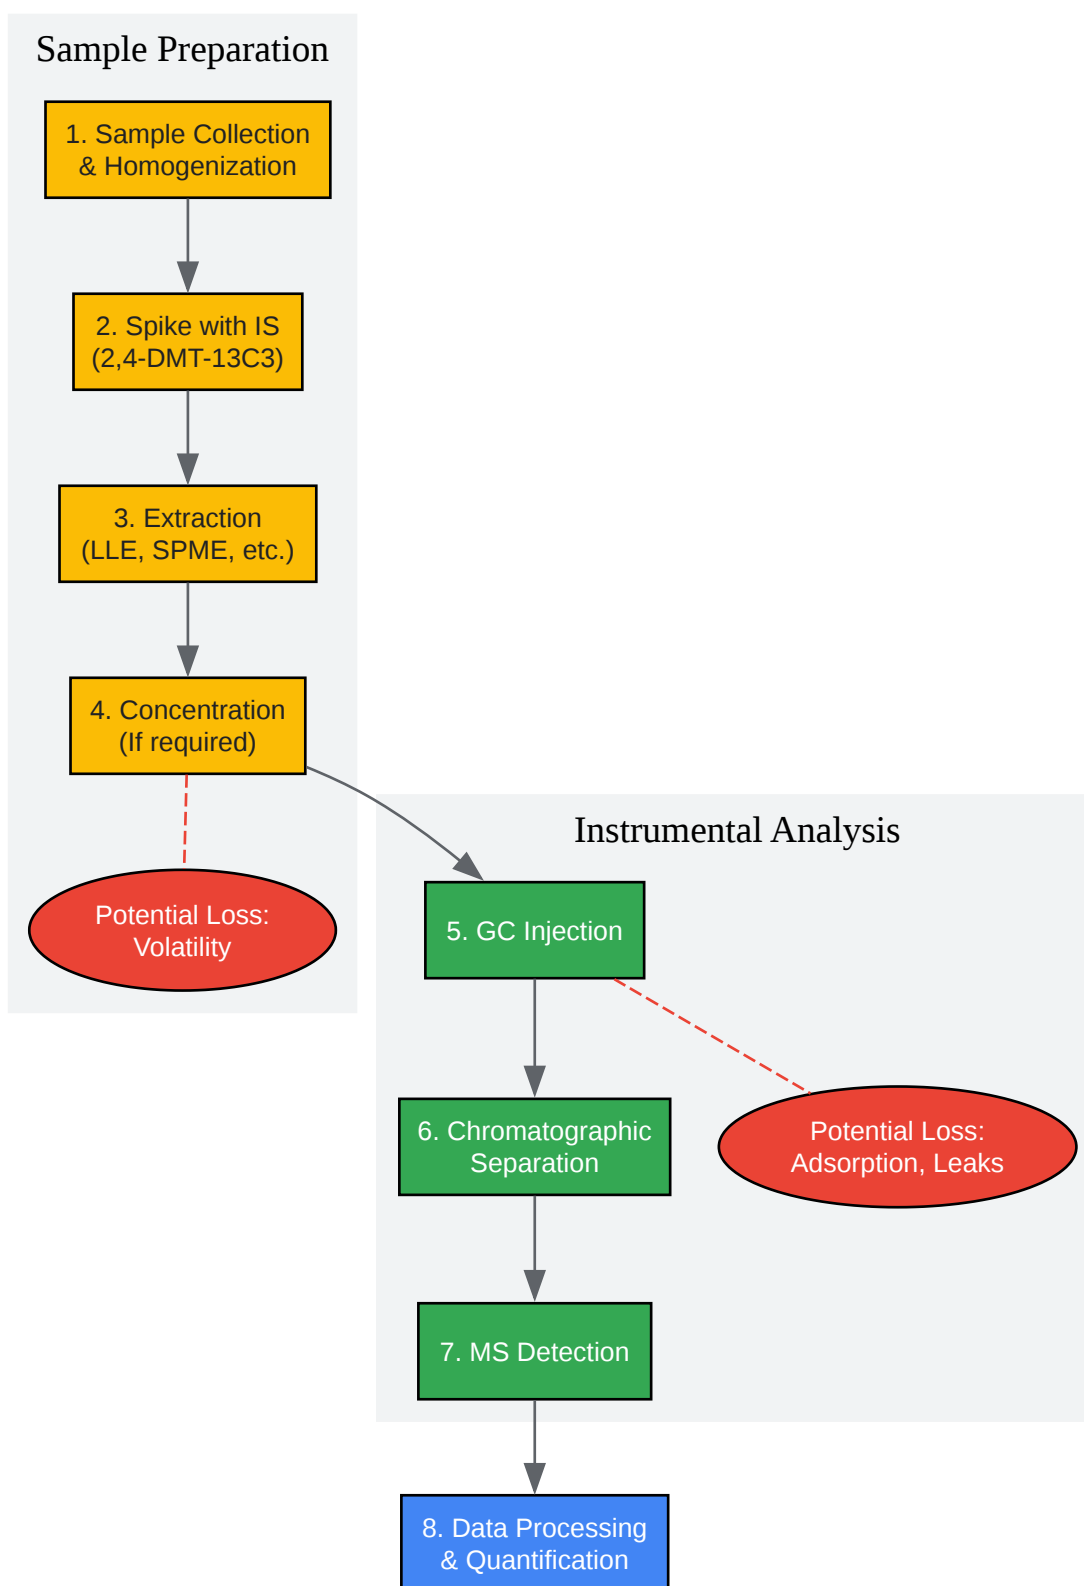 Sample Preparation
1. Sample Collection
& Homogenization
2. Spike with IS
(2,4-DMT-13C3)
3. Extraction
(LLE, SPME, etc.)
4. Concentration
(If required)
Potential Loss:
Volatility
Instrumental Analysis
5. GC Injection
6. Chromatographic
Separation
Potential Loss:
Adsorption, Leaks
7. MS Detection
8. Data Processing
& Quantification